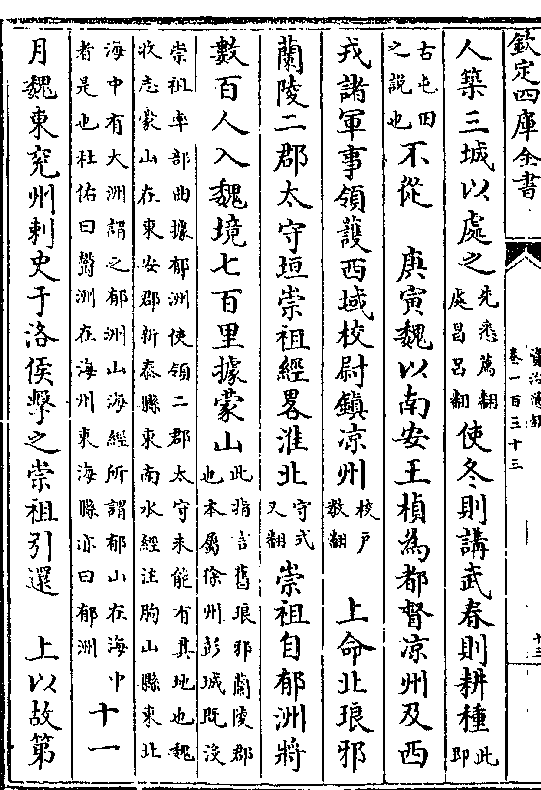 欽定四庫全書
資治通鑑
卷一百三十三
十三
人築三城以處之先悉薦翻處昌呂翻使冬則講武春則耕種此即
古屯田之說也不從 庚寅魏以南安王楨為都督凉州及西
戎諸軍事領護西域校尉鎮凉州校戶教翻 上命北琅邪
蘭陵二郡太守垣崇祖經畧淮北守式又翻崇祖自郁洲將
數百人入魏境七百里據蒙山此指言舊琅邪蘭陵郡也本屬徐州彭城既沒
崇祖率部曲據郁洲使領二郡太守未能有其地也魏收志蒙山在東安郡新泰縣東南水經注朐山縣東北
海中有大洲謂之郁洲山海經所謂郁山在海中者是也杜佑曰鬱洲在海州東海縣亦曰郁洲十一
月魏東兖州刺史于洛侯擊之崇祖引還 上以故第